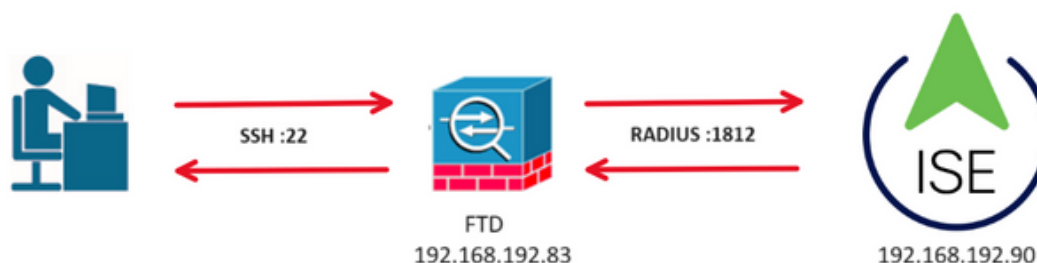 SSH :22
RADIUS :1812
ISE
FTD
192.168.192.83
192.168.192.90